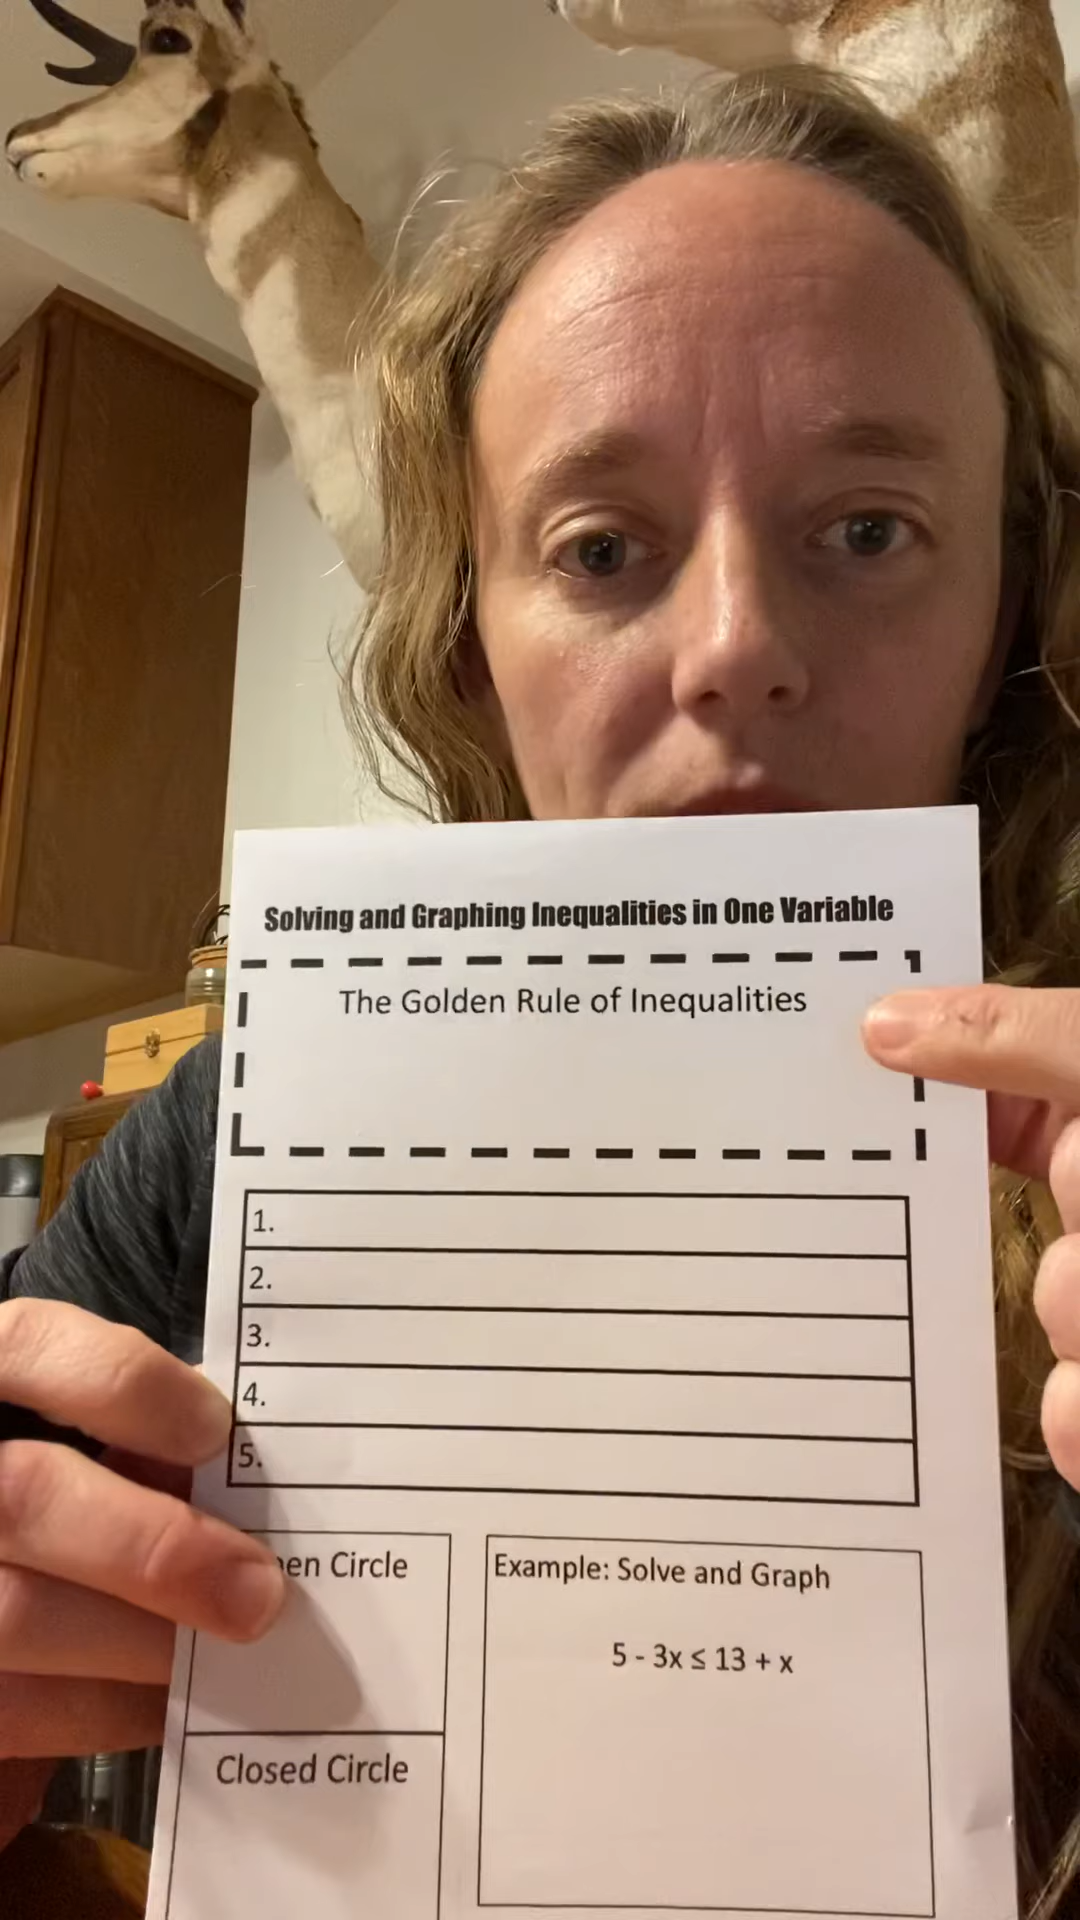 Solving and Graphing Inequalities in One Variable
The Golden Rule of Inequalities
1.
2.
3.
4.
5.
Circle
Example: Solve and Graph
5 - 3x ≤ 13 + x
Closed Circle